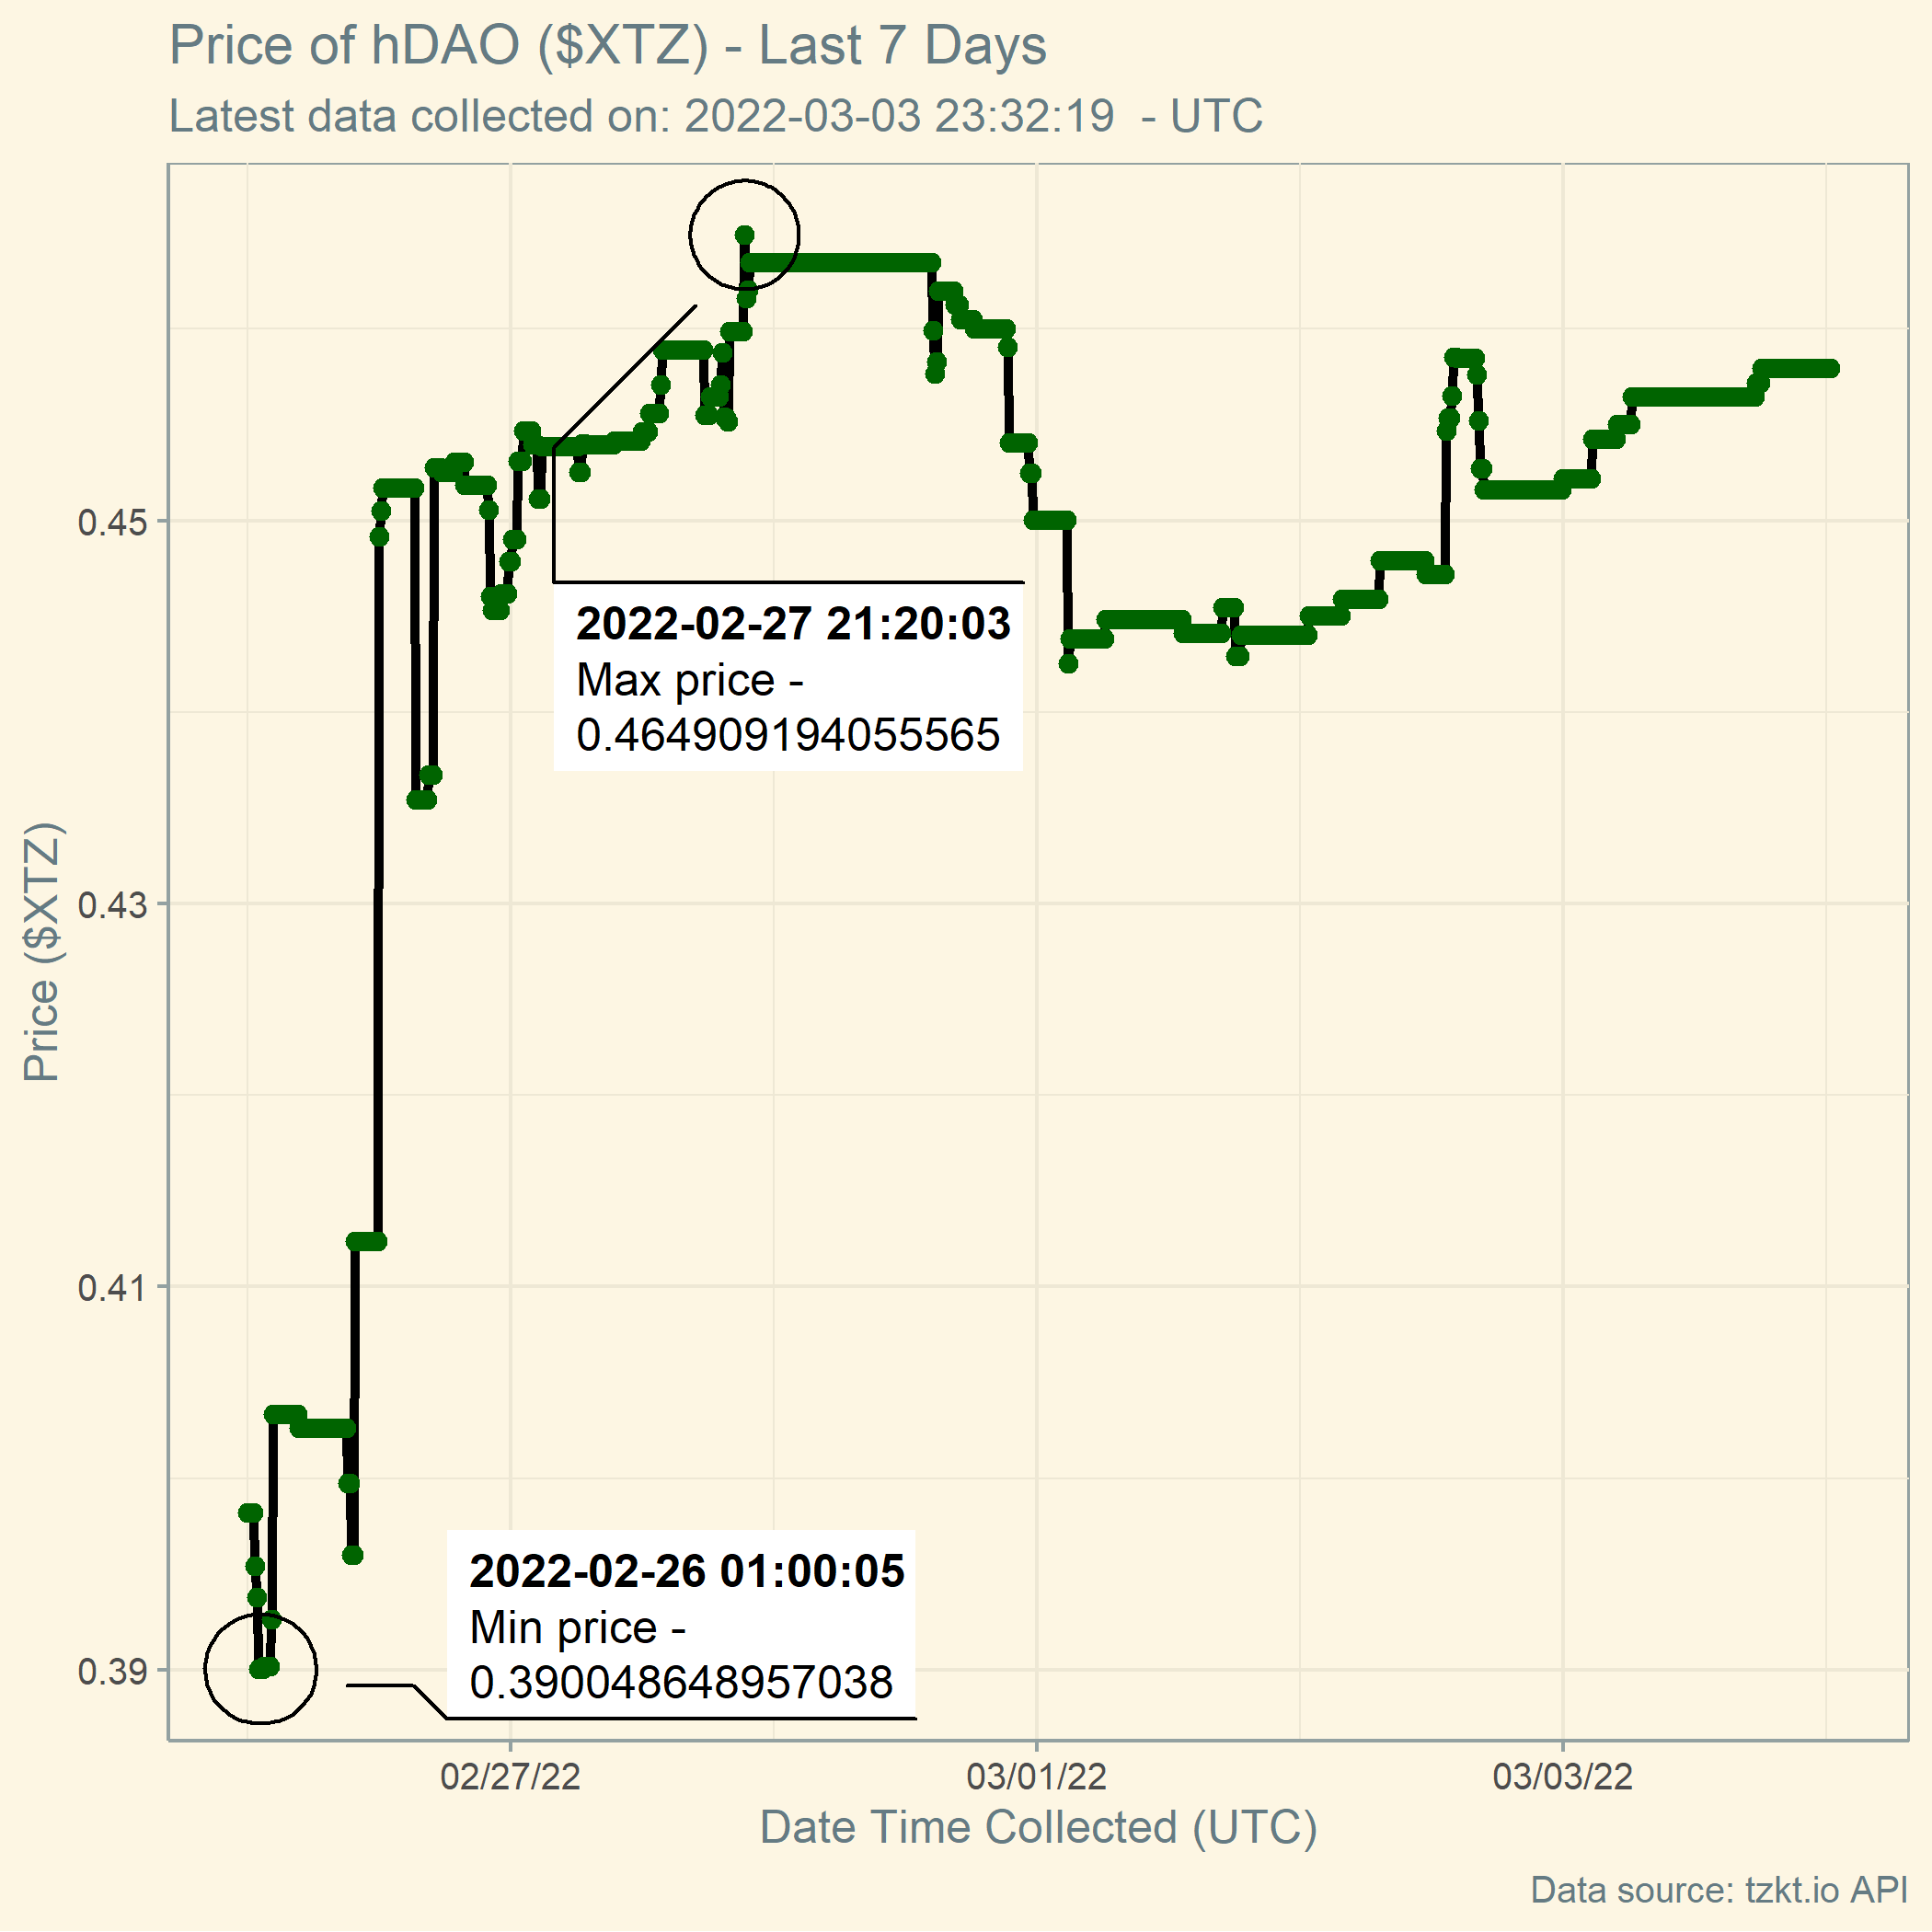 Price of hDAO ($XTZ) - Last 7 Days
Latest data collected on: 2022-03-03 23:32:19  - UTC
Price ($XTZ)
0.45
0.43
0.41
0.39
2022-02-27 21:20:03
Max price -
0.464909194055565
2022-02-26 01:00:05
Min price -
0.390048648957038
02/27/22
03/01/22
03/03/22
Date Time Collected (UTC)
Data source: tzkt.io API